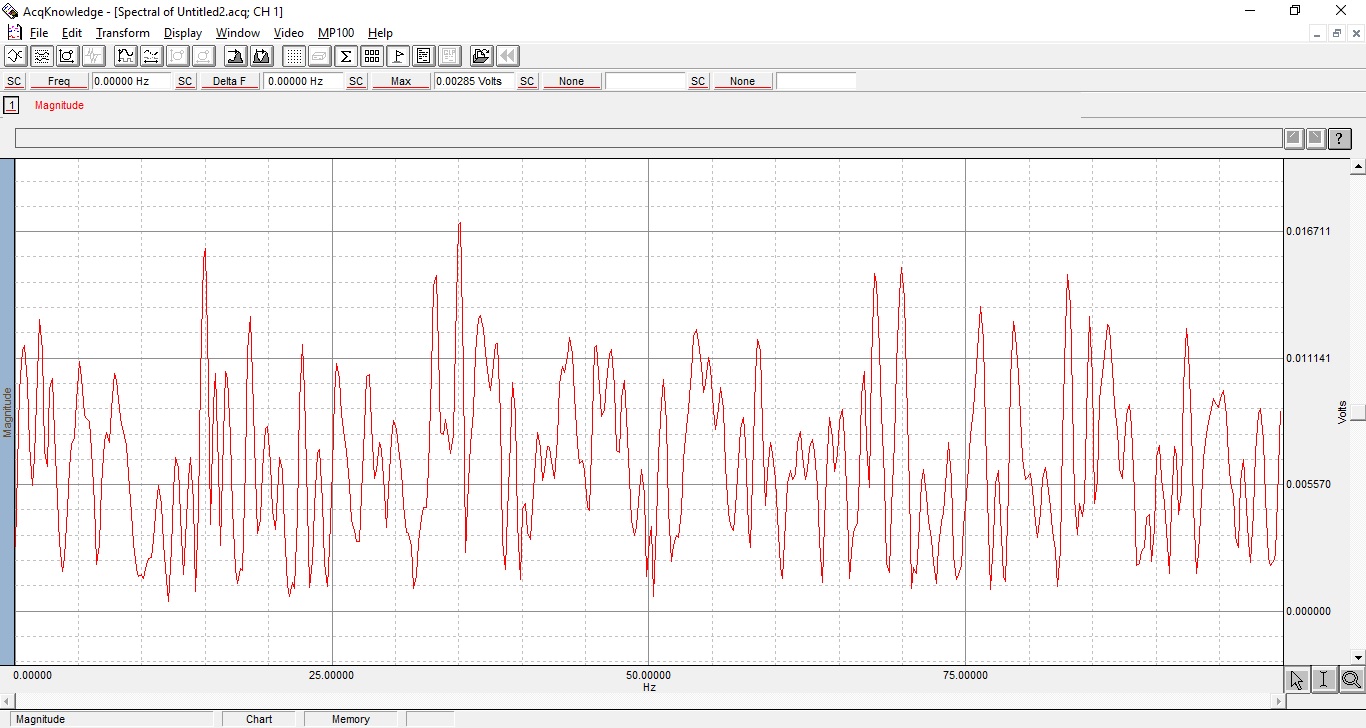 AcqKnowledge - [Spectral of Untitled2.acq; CH 1]
File Edit Transform Display Window Video MP100 Help
SC Freq 0.00000 Hz SC Delta F 0.00000 Hz SC Max 0.00285 Volts SC None SC None
1 Magnitude
?
0.016711
0.011141
0.005570
0.000000
Magnitude
Volts
0.00000 25.00000 50.00000 75.00000
Hz
Magnitude Chart Memory